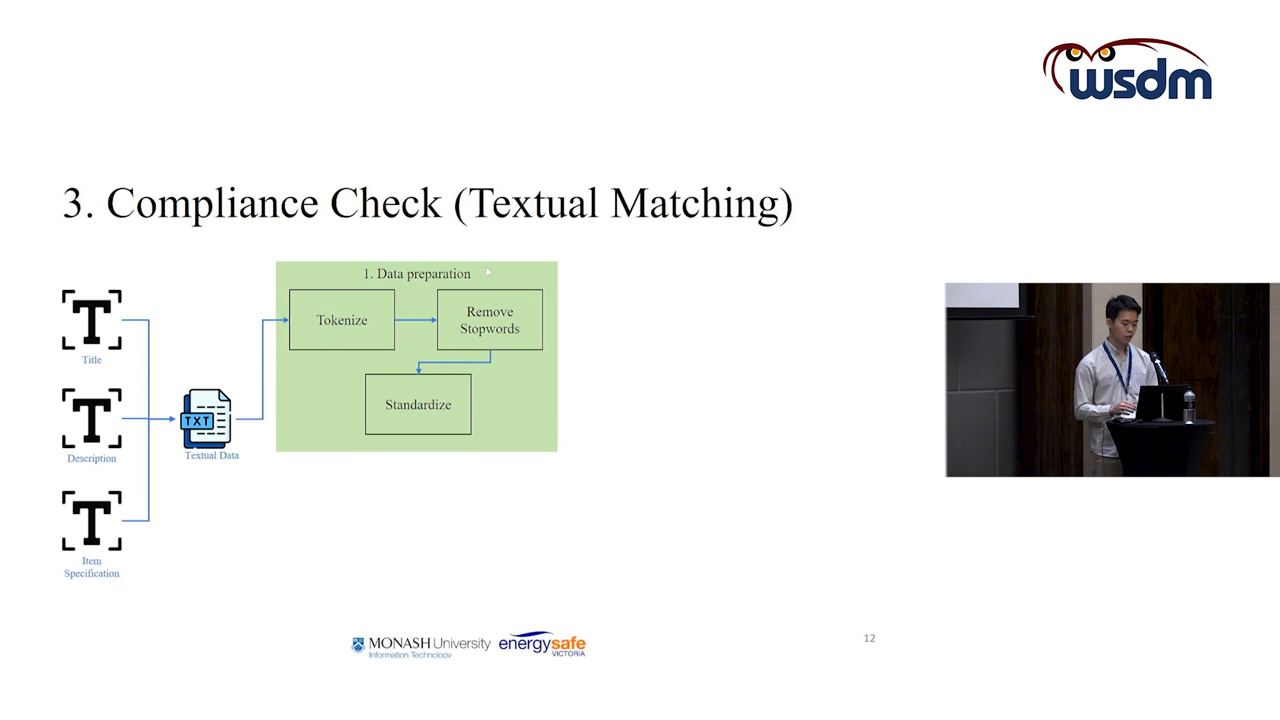 wsdm
3. Compliance Check (Textual Matching)
1. Data preparation
Tokenize
Remove
Stopwords
Standardize
T
Title
T
Description
T
Item
Specification
TXT
Textual Data
MONASH University
Information Technology
energysafe
VICTORIA
12